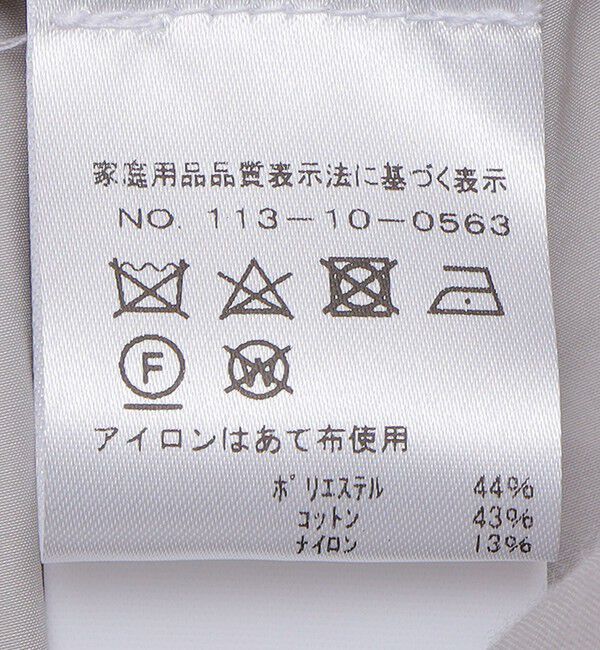 家庭用品品質表示法に基づく表示
NO. 113-10-0563
F W
アイロンはあて布使用
ポリエステル 44%
コットン 43%
ナイロン 13%